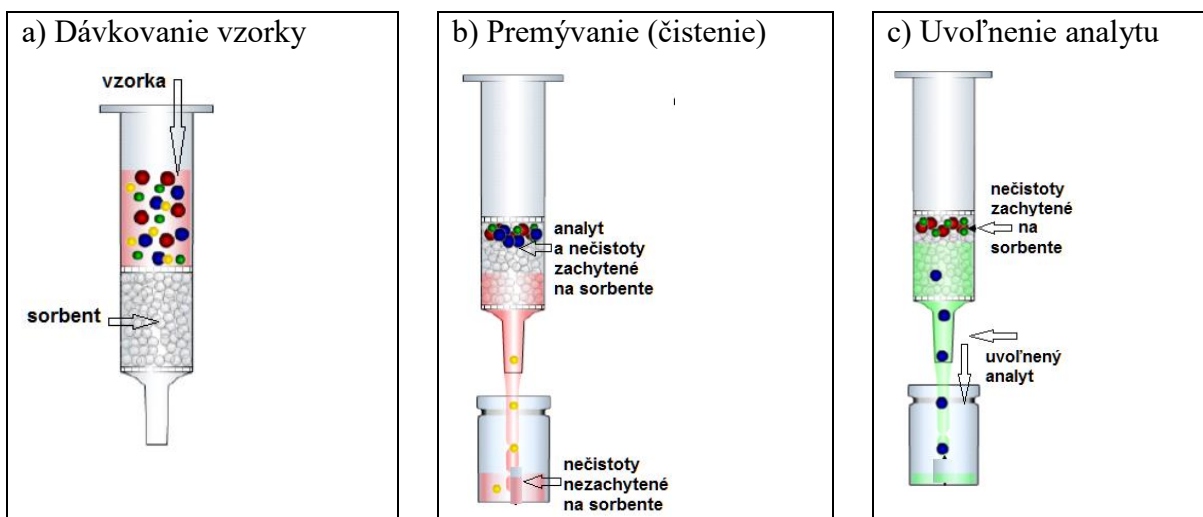 a) Dávkovanie vzorky
vzorka
sorbent
b) Premývanie (čistenie)
analyt
a nečistoty
zachytené
na sorbente
nečistoty
nezachytené
na sorbente
c) Uvoľnenie analytu
nečistoty
zachytené
na
sorbente
uvoľnený
analyt